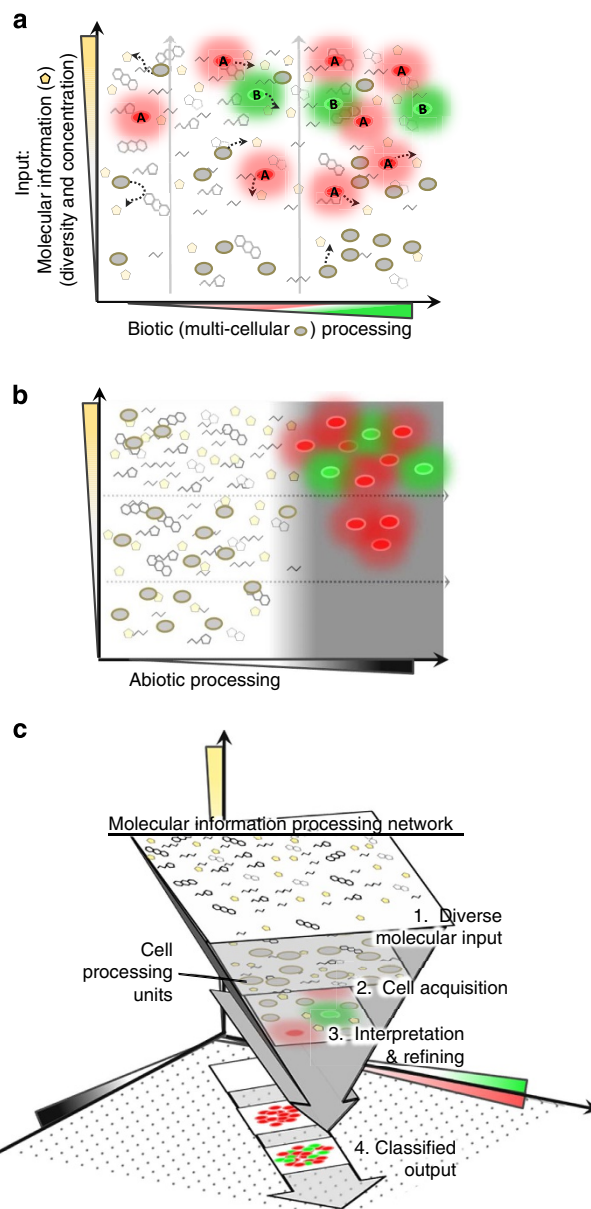 a
Input:
Molecular information ( )
(diversity and concentration)
A
A
A
B
B
B
A
A
A
A
A
Biotic (multi-cellular ) processing
b
Abiotic processing
c
Molecular information processing network
1. Diverse
molecular input
Cell
processing
units
2. Cell acquisition
3. Interpretation
& refining
4. Classified
output